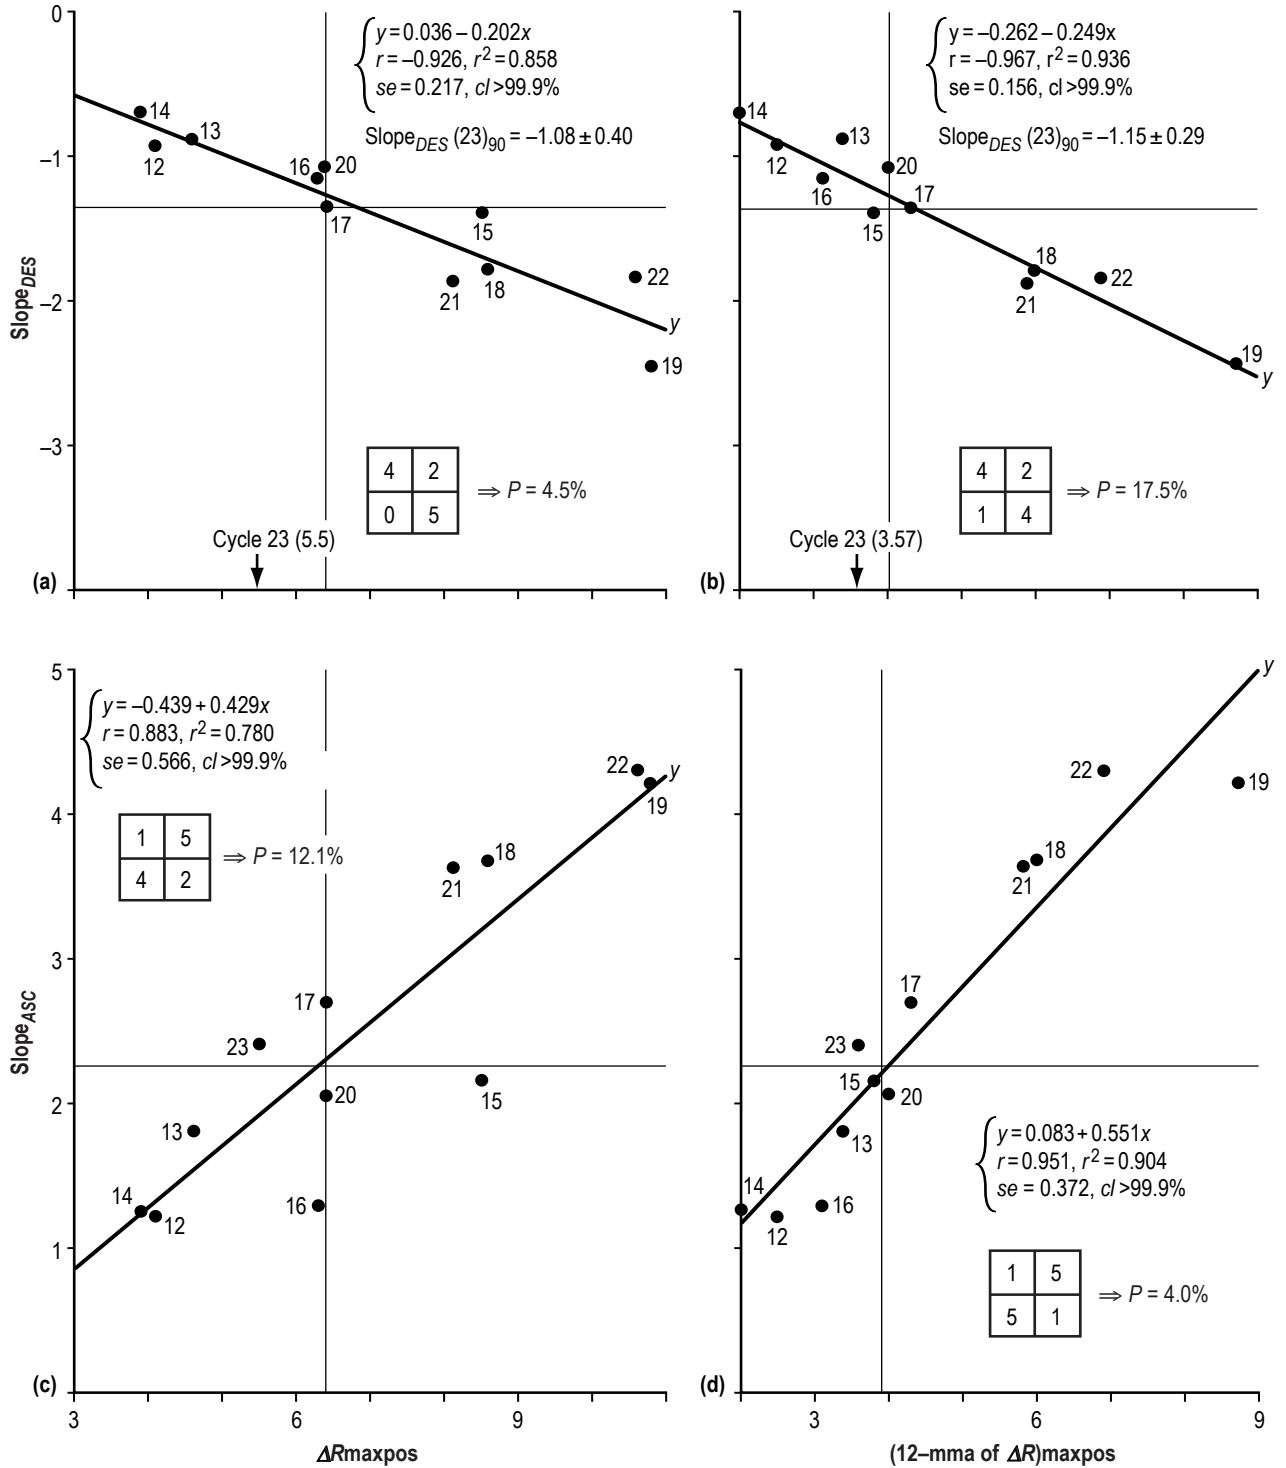 0
–1
–2
–3
Slope_DES
y = 0.036 – 0.202x
r = –0.926, r² = 0.858
se = 0.217, cl >99.9%
Slope_DES (23)_90 = –1.08 ± 0.40
14
13
12
16
20
17
15
18
21
22
19
y
4 2
0 5
⇒ P = 4.5%
Cycle 23 (5.5)
(a)
y = –0.262 – 0.249x
r = –0.967, r² = 0.936
se = 0.156, cl >99.9%
Slope_DES (23)_90 = –1.15 ± 0.29
14
13
12
20
16
17
15
18
21
22
19
y
4 2
1 4
⇒ P = 17.5%
Cycle 23 (3.57)
(b)
5
4
3
2
1
Slope_ASC
y = –0.439 + 0.429x
r = 0.883, r² = 0.780
se = 0.566, cl >99.9%
1 5
4 2
⇒ P = 12.1%
22
y
19
18
21
17
23
20
15
13
14
12
16
(c)
3
6
9
ΔRmaxpos
y
22
19
18
21
17
23
15
20
13
14
16
12
y = 0.083 + 0.551x
r = 0.951, r² = 0.904
se = 0.372, cl >99.9%
1 5
5 1
⇒ P = 4.0%
(d)
3
6
9
(12–mma of ΔR)maxpos